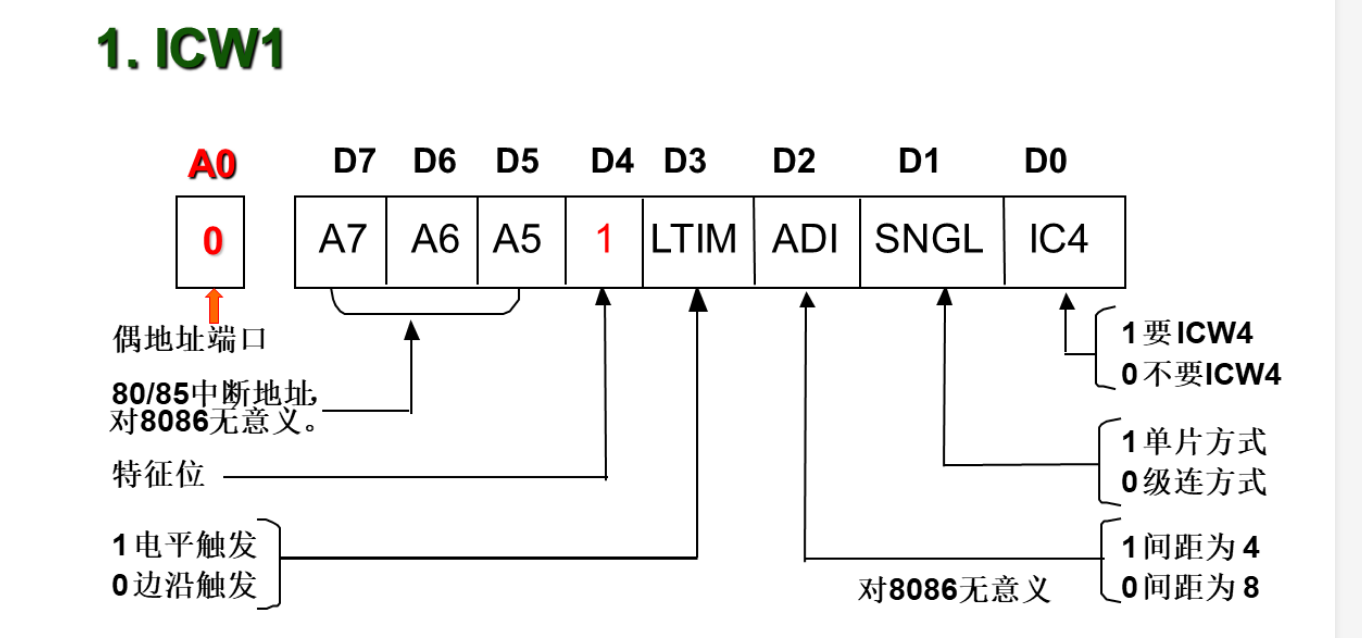 1. ICW1
A0 D7 D6 D5 D4 D3 D2 D1 D0
0 A7 A6 A5 1 LTIM ADI SNGL IC4
偶地址端口
80/85中断地址,
对8086无意义。
特征位
1电平触发
0边沿触发
1要ICW4
0不要ICW4
1单片方式
0级连方式
1间距为4
0间距为8
对8086无意义